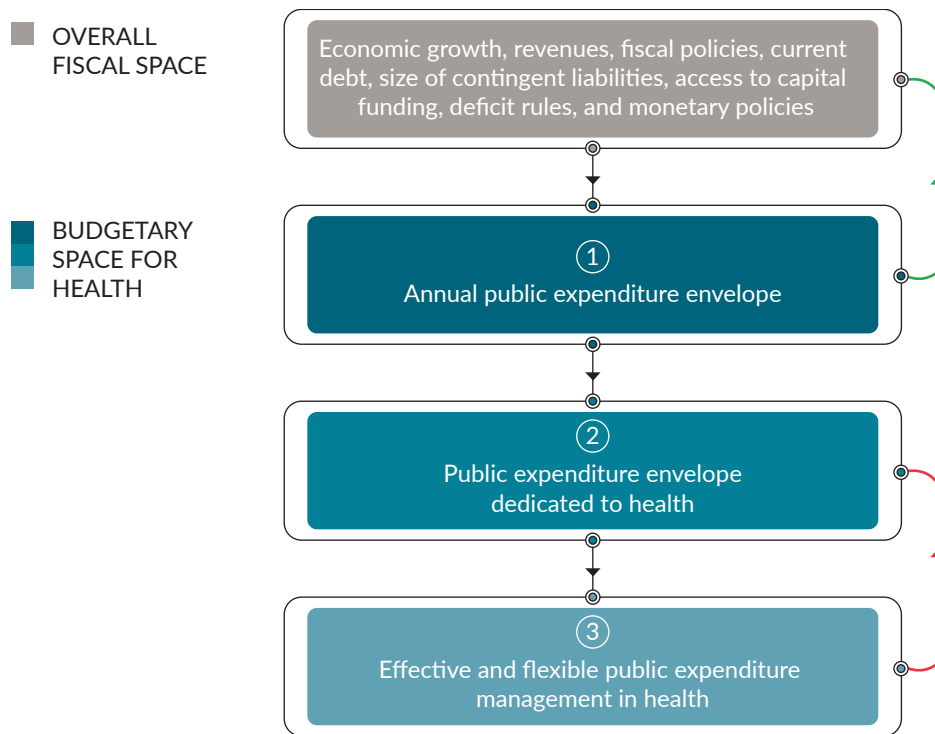 OVERALL
FISCAL SPACE
Economic growth, revenues, fiscal policies, current
debt, size of contingent liabilities, access to capital
funding, deficit rules, and monetary policies
BUDGETARY
SPACE FOR
HEALTH
1
Annual public expenditure envelope
2
Public expenditure envelope
dedicated to health
3
Effective and flexible public expenditure
management in health